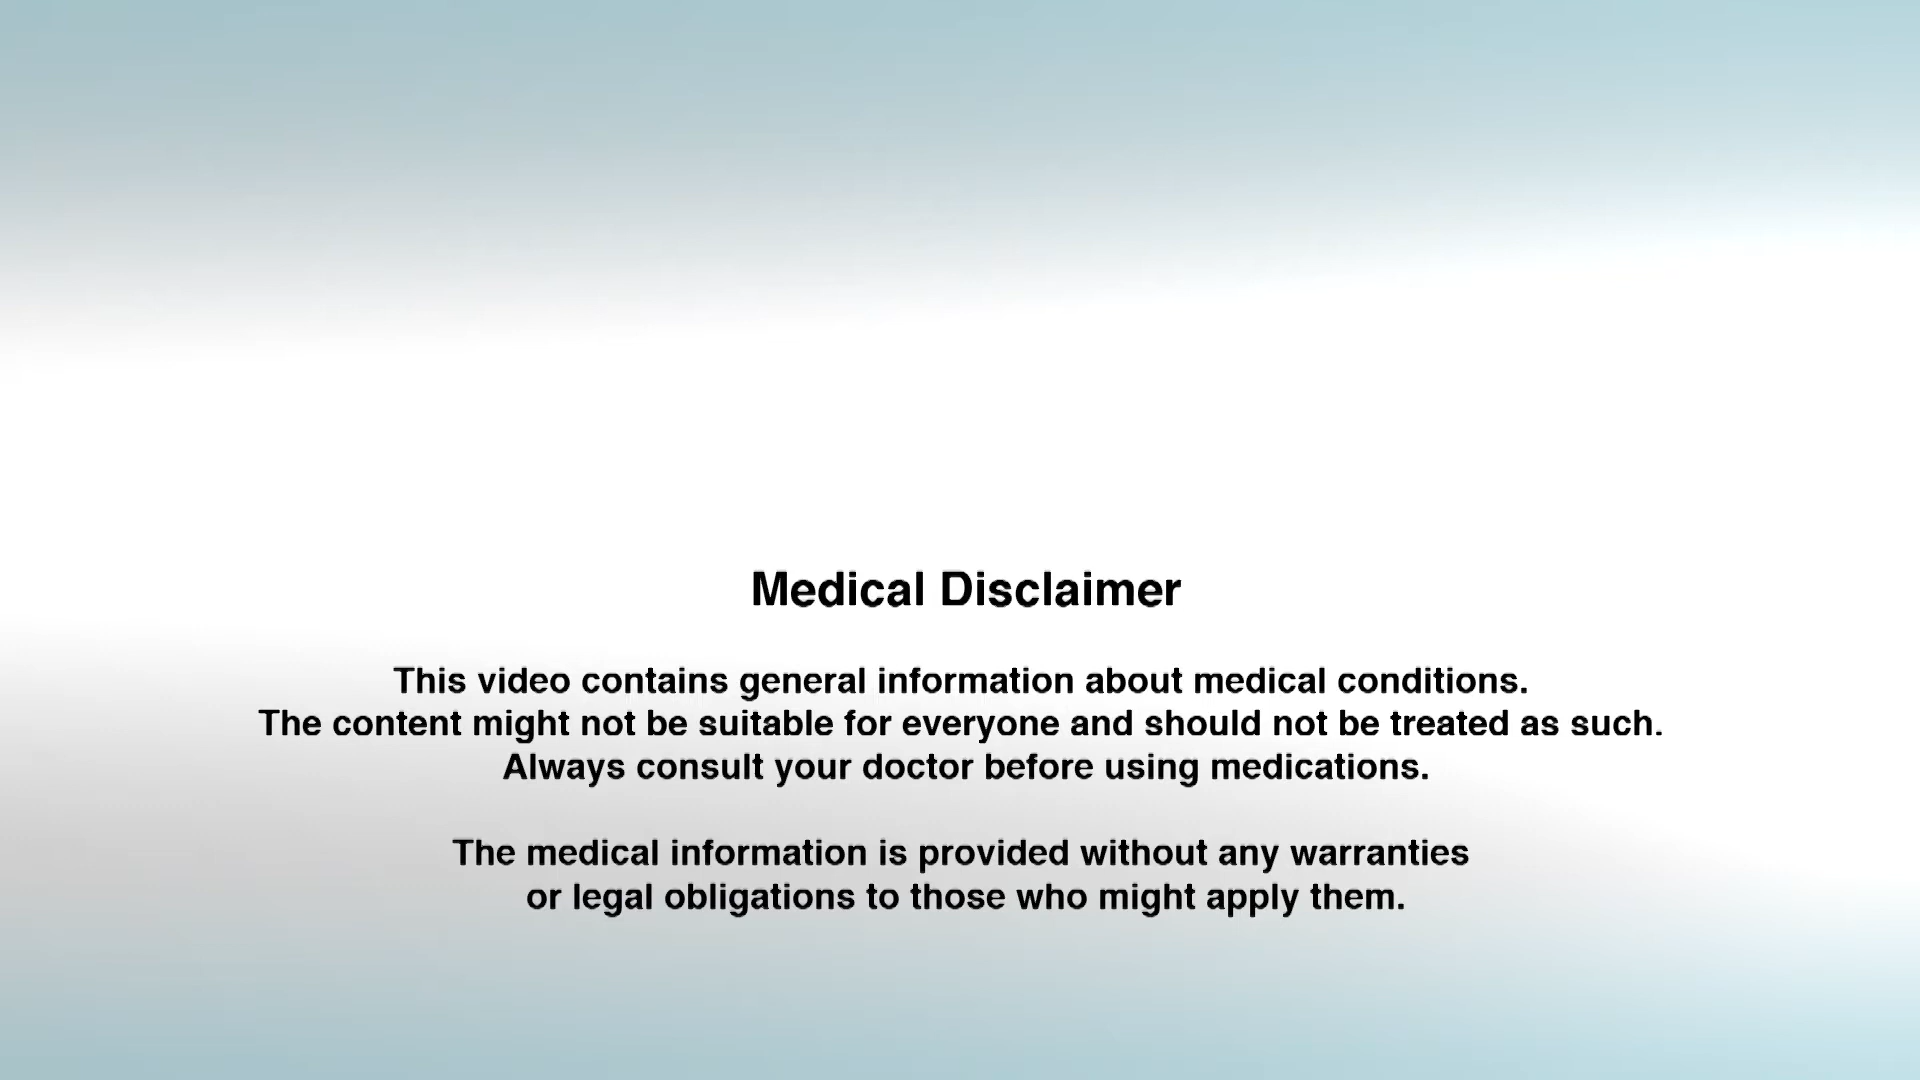 Medical Disclaimer
This video contains general information about medical conditions.
The content might not be suitable for everyone and should not be treated as such.
Always consult your doctor before using medications.
The medical information is provided without any warranties
or legal obligations to those who might apply them.